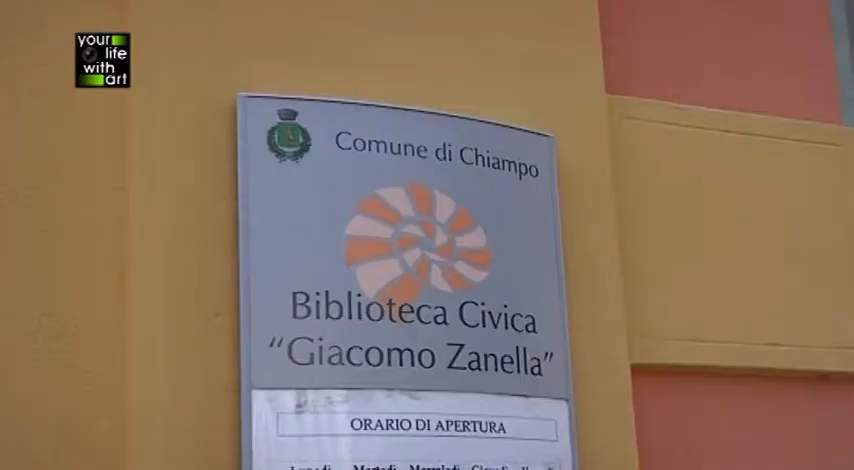 your
life
with
art
Comune di Chiampo
Biblioteca Civica
“Giacomo Zanella”
ORARIO DI APERTURA